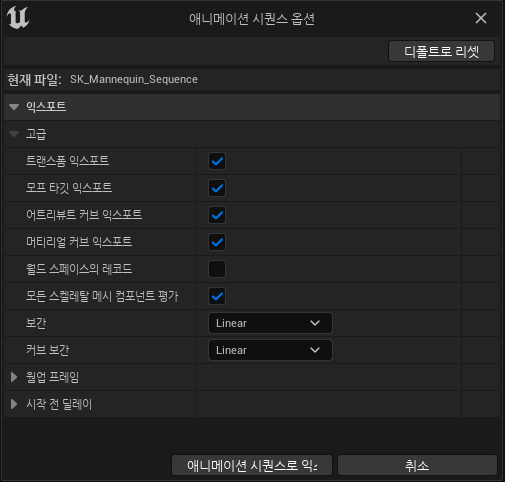 애니메이션 시퀀스 옵션
디폴트로 리셋
현재 파일: SK_Mannequin_Sequence
익스포트
고급
트랜스폼 익스포트
모프 타깃 익스포트
어트리뷰트 커브 익스포트
머티리얼 커브 익스포트
월드 스페이스의 레코드
모든 스켈레탈 메시 컴포넌트 평가
보간 Linear
커브 보간 Linear
웜업 프레임
시작 전 딜레이
애니메이션 시퀀스로 익스
취소